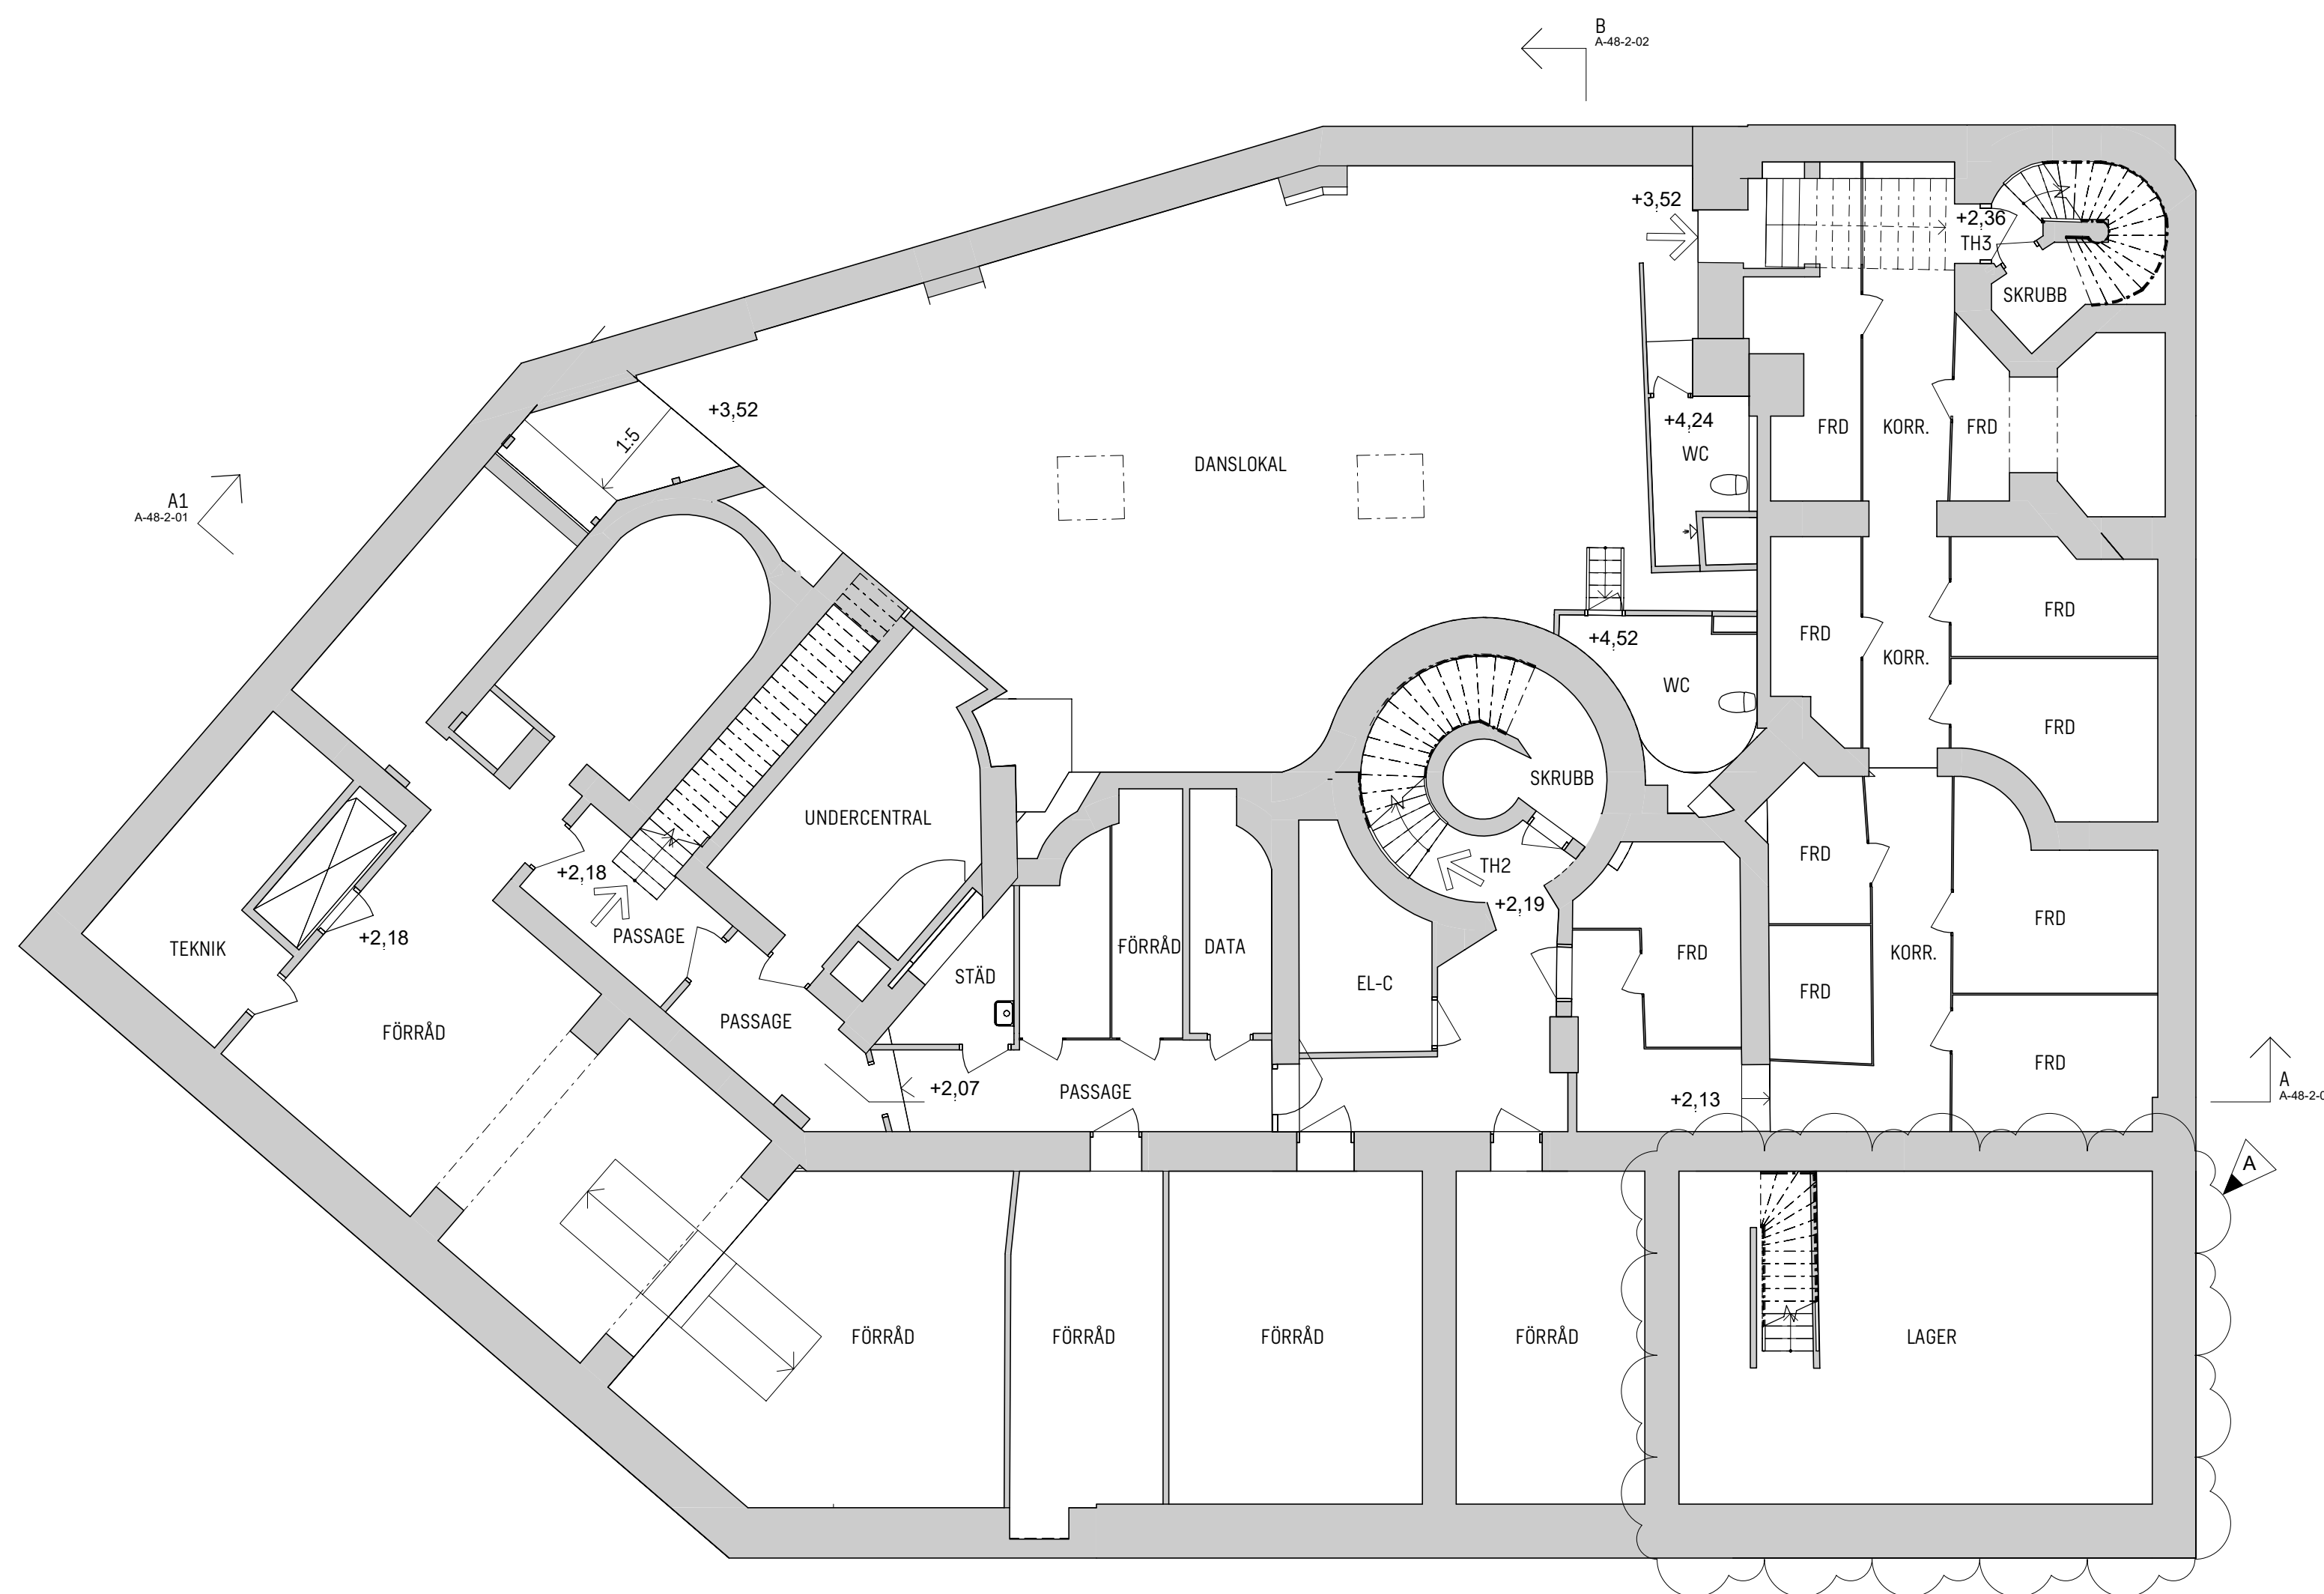 B
A-48-2-02
+3,52
+2,36
TH3
SKRUBB
+3,52
1:5
+4,24
WC
FRD
KORR.
FRD
DANSLOKAL
A1
A-48-2-01
+4,52
FRD
KORR.
FRD
WC
FRD
SKRUBB
UNDERCENTRAL
FRD
TH2
+2,18
+2,19
FRD
PASSAGE
+2,18
TEKNIK
FÖRRÅD
DATA
FRD
KORR.
STÄD
EL-C
FRD
PASSAGE
FÖRRÅD
FRD
+2,07
PASSAGE
+2,13
A
A-48-2-0
A
FÖRRÅD
FÖRRÅD
FÖRRÅD
FÖRRÅD
LAGER